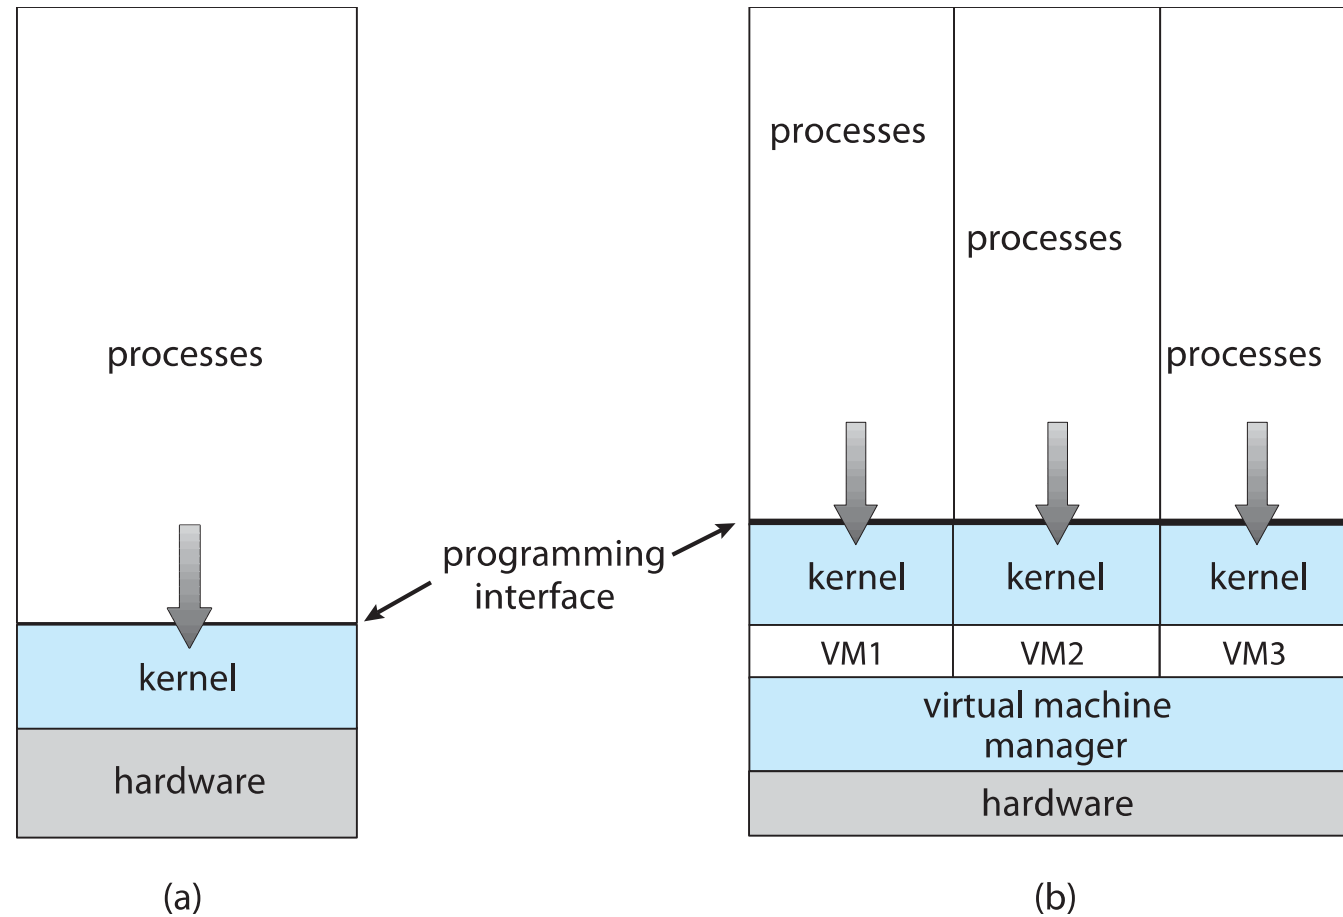 processes
kernel
hardware
(a)
programming
interface
processes
processes
processes
kernel
kernel
kernel
VM1
VM2
VM3
virtual machine
manager
hardware
(b)